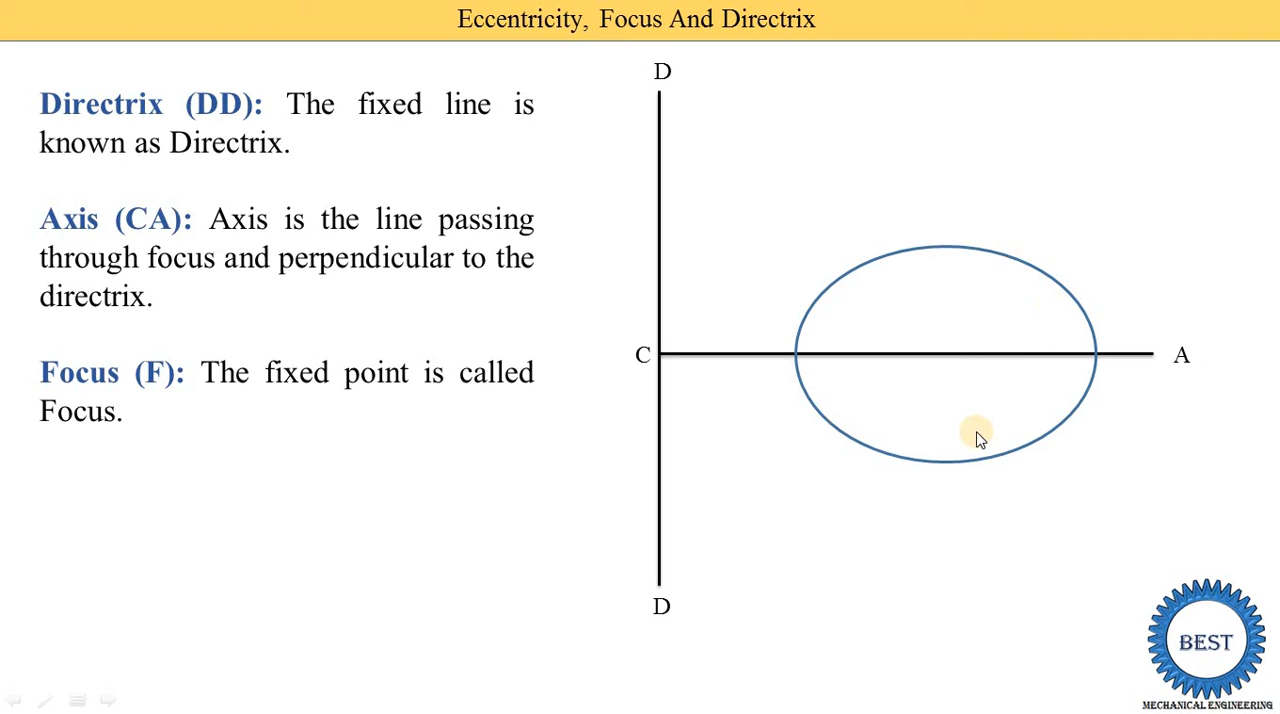 Eccentricity, Focus And Directrix
Directrix (DD): The fixed line is
known as Directrix.
Axis (CA): Axis is the line passing
through focus and perpendicular to the
directrix.
Focus (F): The fixed point is called
Focus.
D
C
A
D
BEST
MECHANICAL ENGINEERING